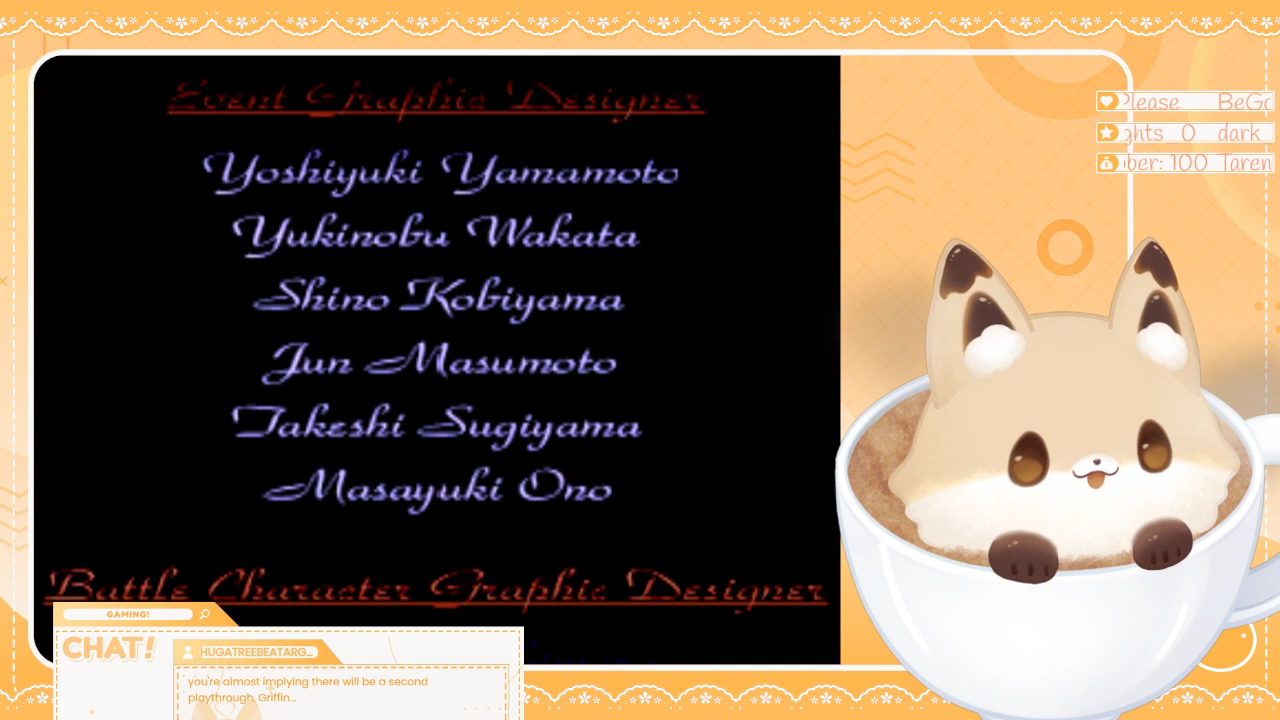 Event Graphic Designer
Yoshiyuki Yamamoto
Yukinobu Wakata
Shino Kobiyama
Jun Masumoto
Takeshi Sugiyama
Masayuki Ono
Battle Character Graphic Designer
Please BeGo
ghts_0 dark
ber: 100 Taren
GAMING!
CHAT!
HUGATREEBEATARG...
you're almost implying there will be a second
playthrough, Griffin...